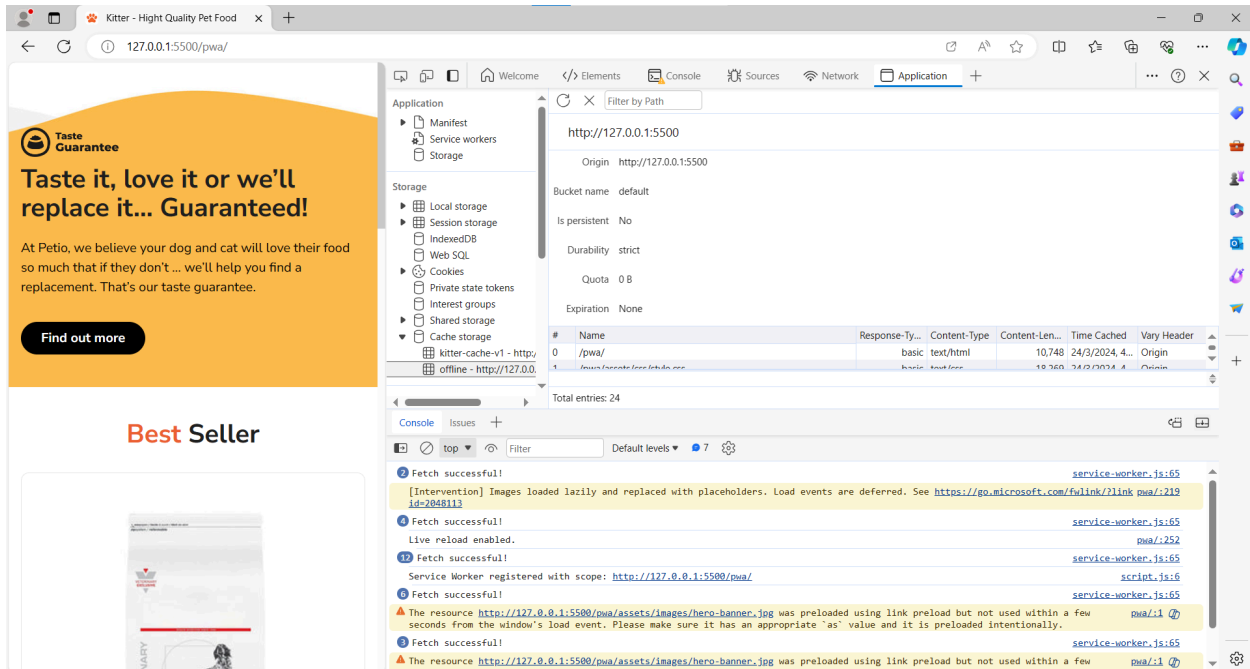 Kitter - Hight Quality Pet Food
127.0.0.1:5500/pwa/
Taste
Guarantee
Taste it, love it or we'll
replace it... Guaranteed!
At Petio, we believe your dog and cat will love their food
so much that if they don't ... we'll help you find a
replacement. That's our taste guarantee.
Find out more
Best Seller
Welcome
Elements
Console
Sources
Network
Application
Application
Manifest
Service workers
Storage
Storage
Local storage
Session storage
IndexedDB
Web SQL
Cookies
Private state tokens
Interest groups
Shared storage
Cache storage
kitter-cache-v1 - http:/
offline - http://127.0.0.
Filter by Path
http://127.0.0.1:5500
Origin http://127.0.0.1:5500
Bucket name default
Is persistent No
Durability strict
Quota 0 B
Expiration None
# Name Response-Ty... Content-Type Content-Len... Time Cached Vary Header
0 /pwa/ basic text/html 10,748 24/3/2024, 4... Origin
1 /pwa/assets/css/style.css basic text/css 18,269 24/3/2024, 4... Origin
Total entries: 24
Console Issues
top Filter Default levels 7
2 Fetch successful! service-worker.js:65
[Intervention] Images loaded lazily and replaced with placeholders. Load events are deferred. See https://go.microsoft.com/fwlink/?link pwa/:219
id=2048113
4 Fetch successful! service-worker.js:65
Live reload enabled. pwa/:252
12 Fetch successful! service-worker.js:65
Service Worker registered with scope: http://127.0.0.1:5500/pwa/ script.js:6
6 Fetch successful! service-worker.js:65
The resource http://127.0.0.1:5500/pwa/assets/images/hero-banner.jpg was preloaded using link preload but not used within a few pwa/:1
seconds from the window's load event. Please make sure it has an appropriate `as` value and it is preloaded intentionally.
3 Fetch successful! service-worker.js:65
The resource http://127.0.0.1:5500/pwa/assets/images/hero-banner.jpg was preloaded using link preload but not used within a few pwa/:1